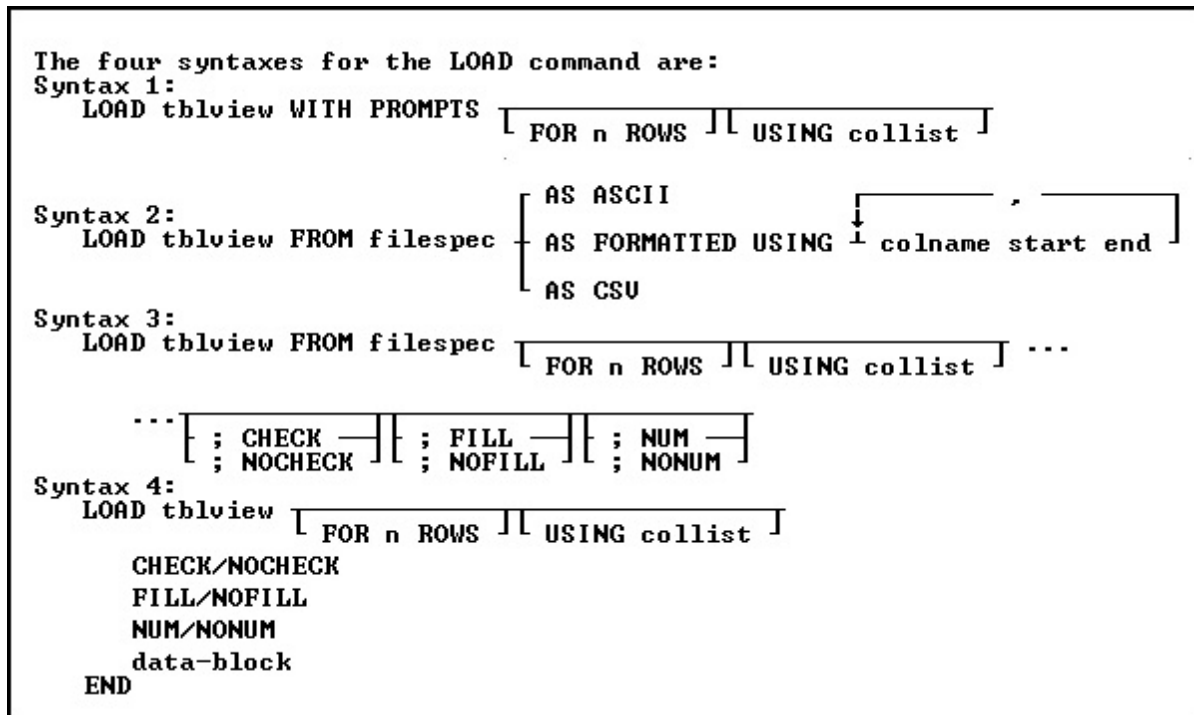 The four syntaxes for the LOAD command are:
Syntax 1:
LOAD tblview WITH PROMPTS FOR n ROWS USING collist
AS ASCII ,
Syntax 2:
LOAD tblview FROM filespec AS FORMATTED USING colname start end
AS CSV
Syntax 3:
LOAD tblview FROM filespec FOR n ROWS USING collist ...
... ; CHECK ; FILL ; NUM
; NOCHECK ; NOFILL ; NONUM
Syntax 4:
LOAD tblview FOR n ROWS USING collist
CHECK/NOCHECK
FILL/NOFILL
NUM/NONUM
data-block
END